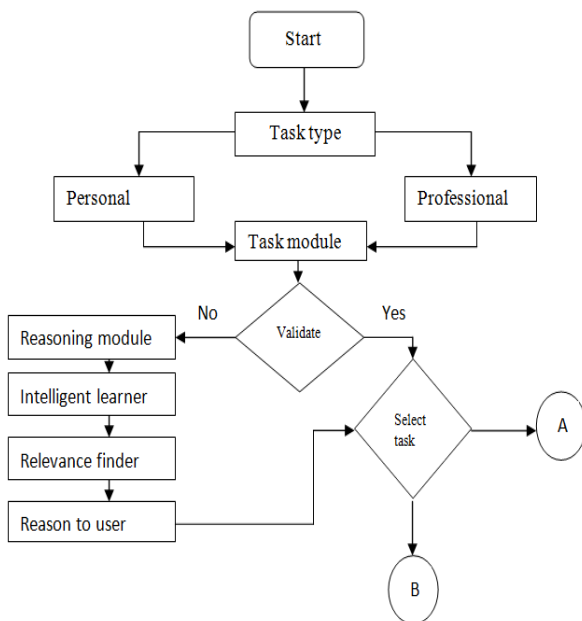 Start
Task type
Personal
Professional
Task module
No
Yes
Validate
Reasoning module
Intelligent learner
Select
task
A
Relevance finder
Reason to user
B